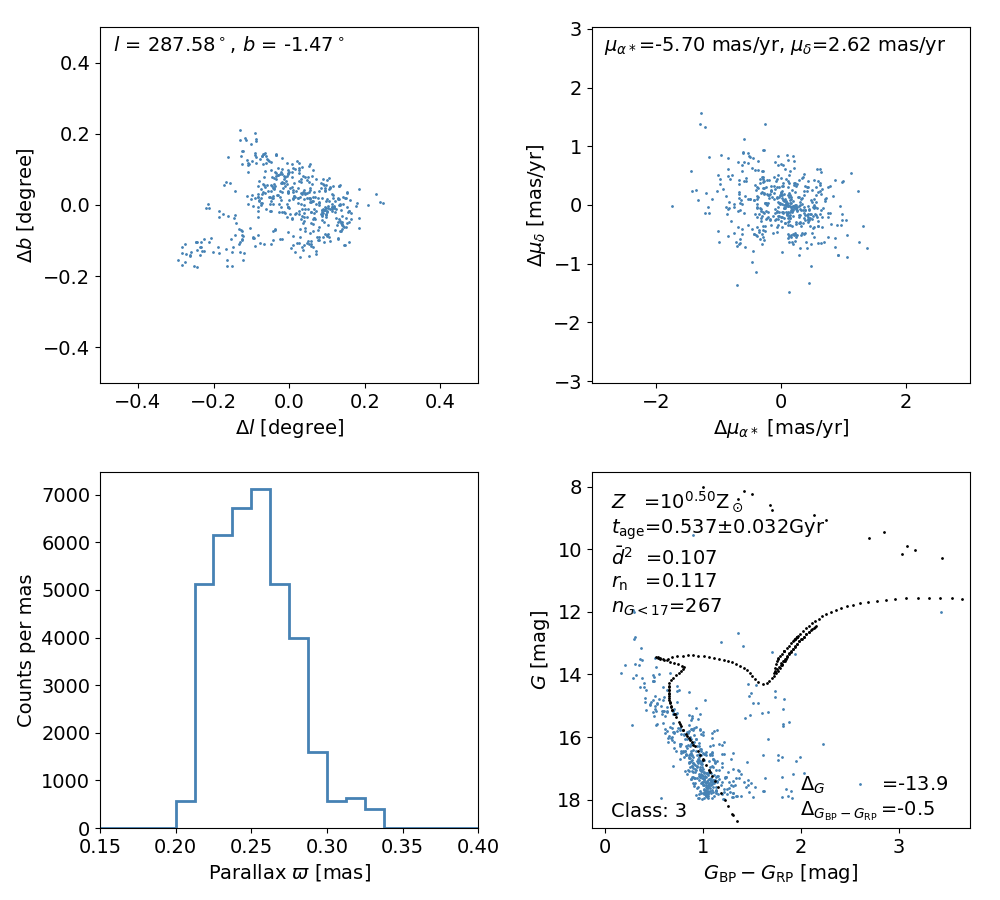 l = 287.58°, b = -1.47°
0.4
0.2
0.0
−0.2
−0.4
Δb [degree]
−0.4 −0.2 0.0 0.2 0.4
Δl [degree]
μα*=-5.70 mas/yr, μδ=2.62 mas/yr
3
2
1
0
−1
−2
−3
Δμδ [mas/yr]
−2 0 2
Δμα* [mas/yr]
7000
6000
5000
4000
3000
2000
1000
0
Counts per mas
0.15 0.20 0.25 0.30 0.35 0.40
Parallax ϖ [mas]
8
10
12
14
16
18
G [mag]
Z =10^0.50 Z⊙
t_age=0.537±0.032Gyr
d̄² =0.107
r_n =0.117
n_G<17=267
Δ_G =-13.9
Class: 3
Δ_GBP−GRP=-0.5
0 1 2 3
G_BP − G_RP [mag]